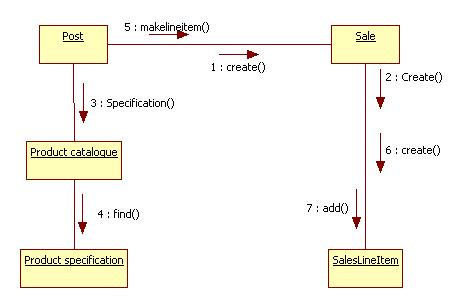 5 : makelineitem()
Post
Sale
1 : create()
2 : Create()
3 : Specification()
6 : create()
Product catalogue
4 : find()
7 : add()
Product specification
SalesLineItem